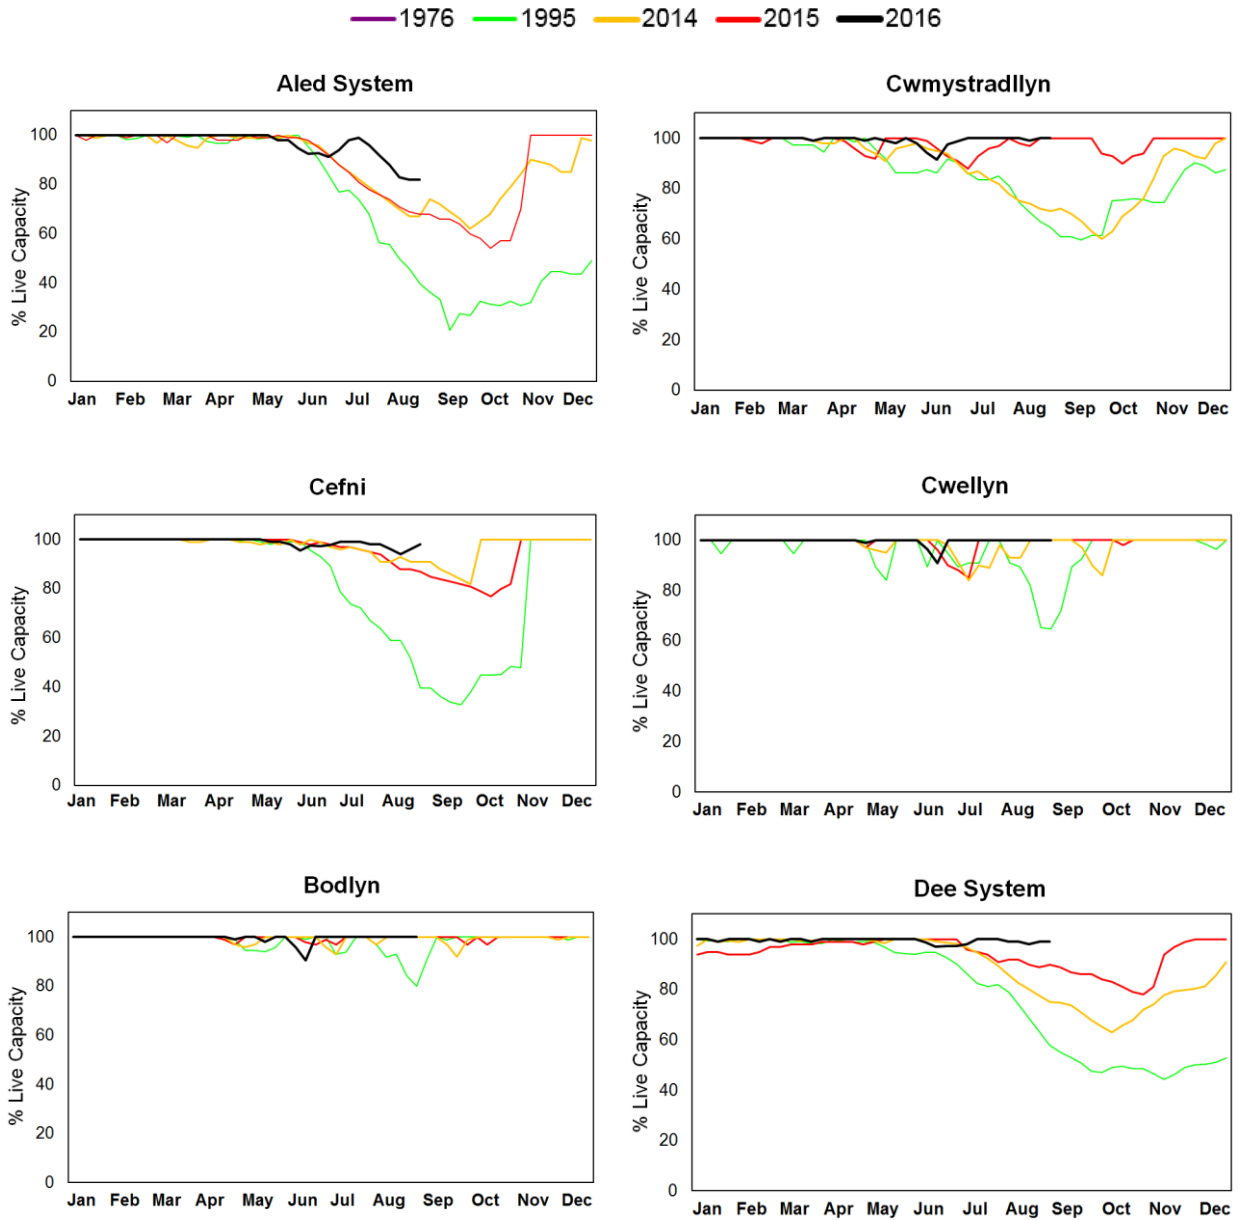 1976 1995 2014 2015 2016
Aled System
% Live Capacity
100
80
60
40
20
0
Jan Feb Mar Apr May Jun Jul Aug Sep Oct Nov Dec
Cwmystradllyn
% Live Capacity
100
80
60
40
20
0
Jan Feb Mar Apr May Jun Jul Aug Sep Oct Nov Dec
Cefni
% Live Capacity
100
80
60
40
20
0
Jan Feb Mar Apr May Jun Jul Aug Sep Oct Nov Dec
Cwellyn
% Live Capacity
100
80
60
40
20
0
Jan Feb Mar Apr May Jun Jul Aug Sep Oct Nov Dec
Bodlyn
% Live Capacity
100
80
60
40
20
0
Jan Feb Mar Apr May Jun Jul Aug Sep Oct Nov Dec
Dee System
% Live Capacity
100
80
60
40
20
0
Jan Feb Mar Apr May Jun Jul Aug Sep Oct Nov Dec